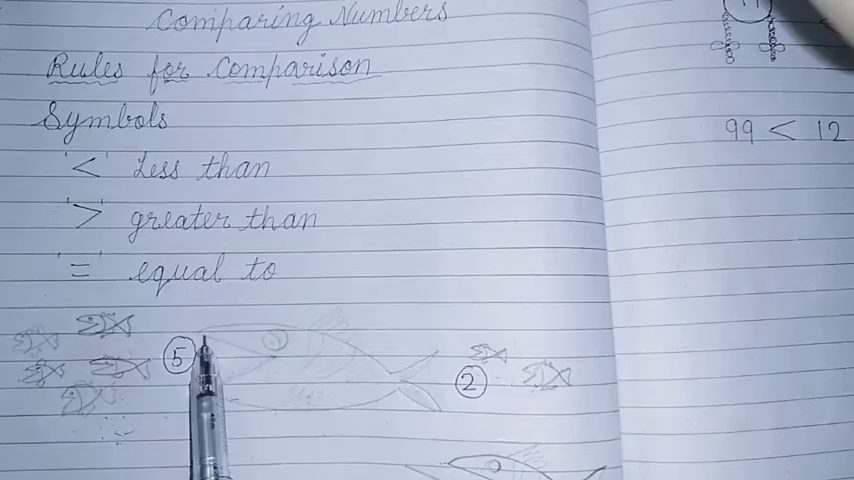 Comparing Numbers
Rules for Comparison
Symbols
'<' Less than
'>' greater than
'=' equal to
5
2
99 < 12